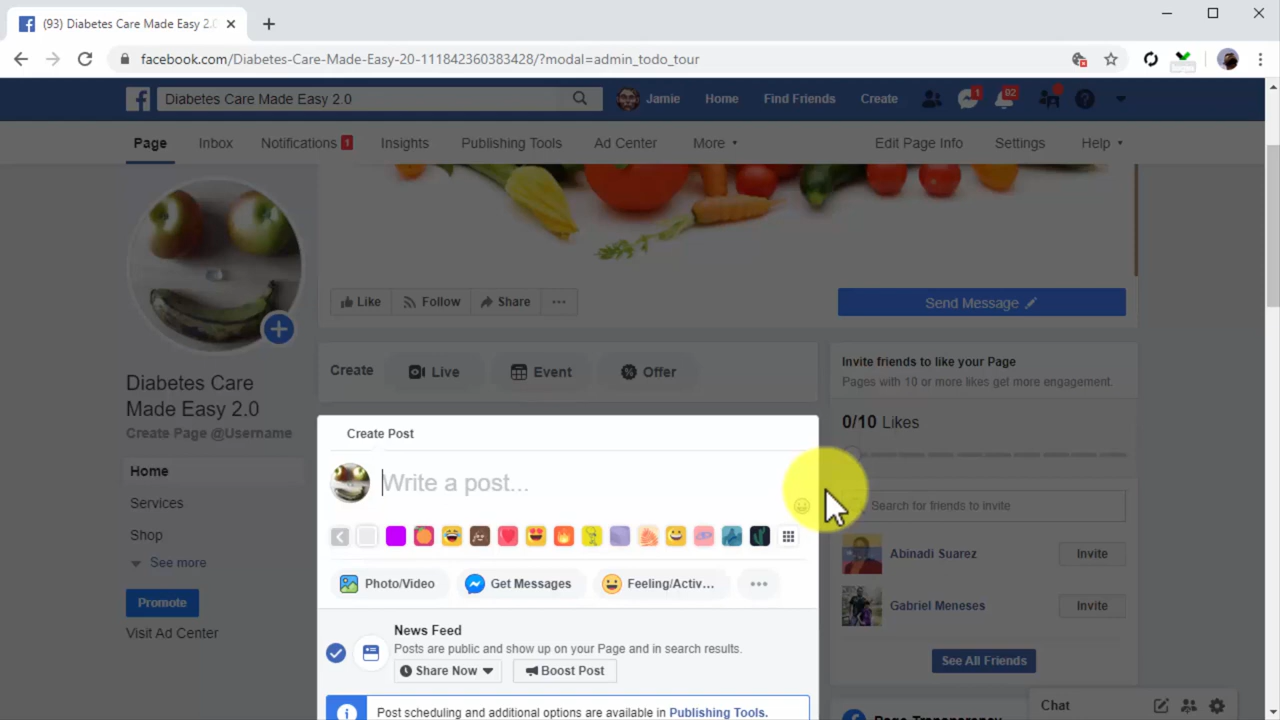 (93) Diabetes Care Made Easy 2.0
facebook.com/Diabetes-Care-Made-Easy-20-111842360383428/?modal=admin_todo_tour
Diabetes Care Made Easy 2.0
Jamie Home Find Friends Create 1 92
Page Inbox Notifications 1 Insights Publishing Tools Ad Center More Edit Page Info Settings Help
Like Follow Share Send Message
Create Live Event Offer
Invite friends to like your Page
Pages with 10 or more likes get more engagement.
0/10 Likes
Search for friends to invite
Abinadi Suarez Invite
Gabriel Meneses Invite
See All Friends
Diabetes Care
Made Easy 2.0
Create Page @Username
Home
Services
Shop
See more
Promote
Visit Ad Center
Create Post
Write a post...
Photo/Video Get Messages Feeling/Activ...
News Feed
Posts are public and show up on your Page and in search results.
Share Now Boost Post
Post scheduling and additional options are available in Publishing Tools.
Chat
Page Transparency